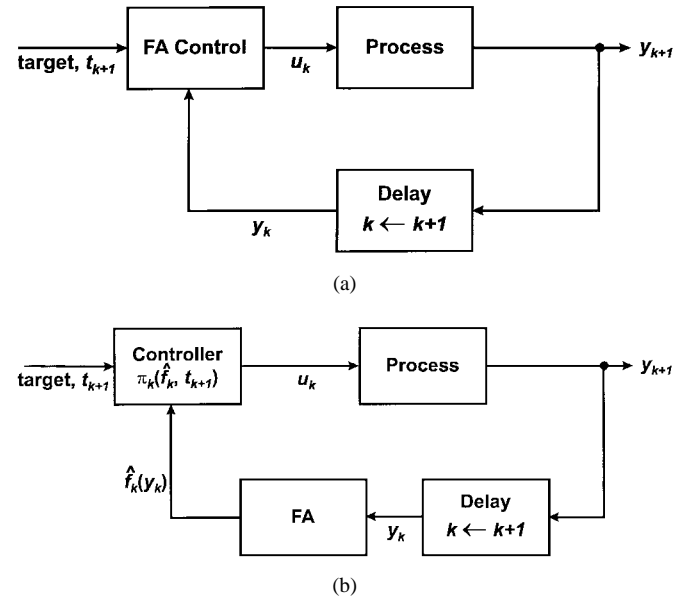 FA Control
Process
y_{k+1}
target, t_{k+1}
u_k
Delay
k ← k+1
y_k
(a)
Controller
π_k(f̂_k, t_{k+1})
Process
y_{k+1}
target, t_{k+1}
u_k
f̂_k(y_k)
FA
y_k
Delay
k ← k+1
(b)